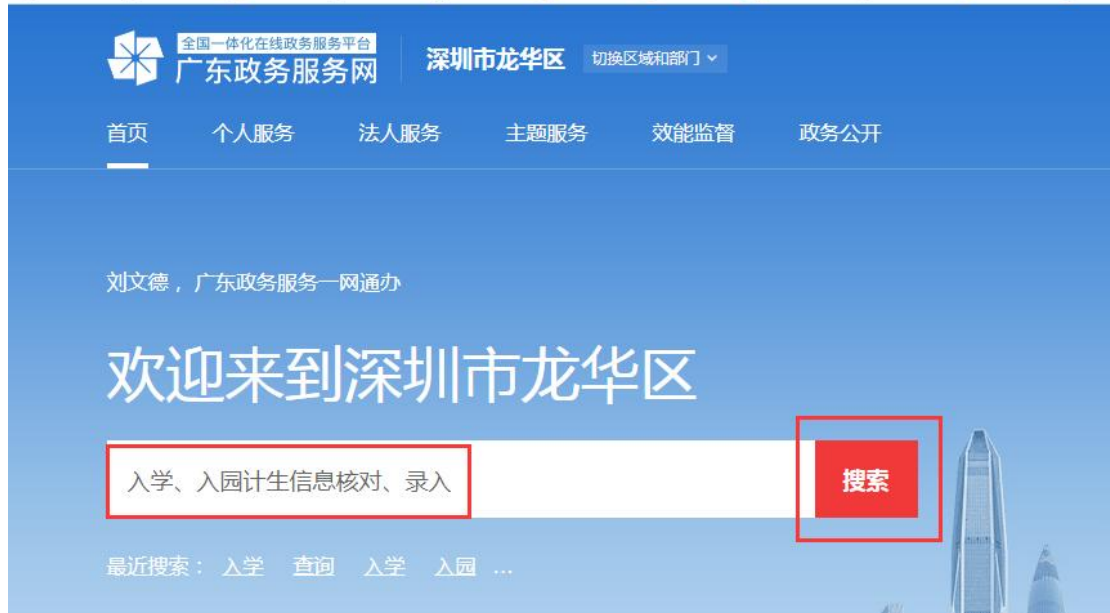 全国一体化在线政务服务平台
广东政务服务网 深圳市龙华区 切换区域和部门
首页 个人服务 法人服务 主题服务 效能监督 政务公开
刘文德，广东政务服务一网通办
欢迎来到深圳市龙华区
入学、入园计生信息核对、录入 搜索
最近搜索： 入学 查询 入学 入园 ...